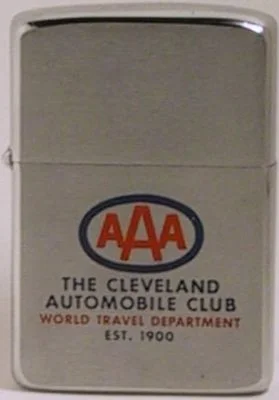 AAA
THE CLEVELAND
AUTOMOBILE CLUB
WORLD TRAVEL DEPARTMENT
EST. 1900